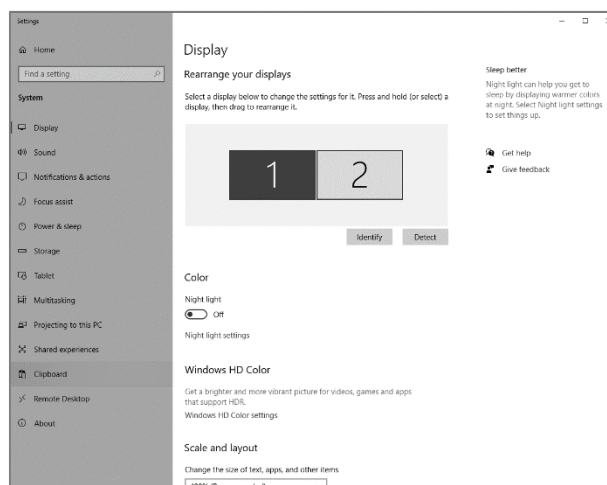 Settings
Home
Find a setting
System
Display
Sound
Notifications & actions
Focus assist
Power & sleep
Storage
Tablet
Multitasking
Projecting to this PC
Shared experiences
Clipboard
Remote Desktop
About
Display
Rearrange your displays
Select a display below to change the settings for it. Press and hold (or select) a
display, then drag to rearrange it.
1 2
Identify Detect
Color
Night light
Off
Night light settings
Windows HD Color
Get a brighter and more vibrant picture for videos, games and apps
that support HDR.
Windows HD Color settings
Scale and layout
Change the size of text, apps, and other items
Sleep better
Night light can help you get to
sleep by displaying warmer colors
at night. Select Night light settings
to set things up.
Get help
Give feedback